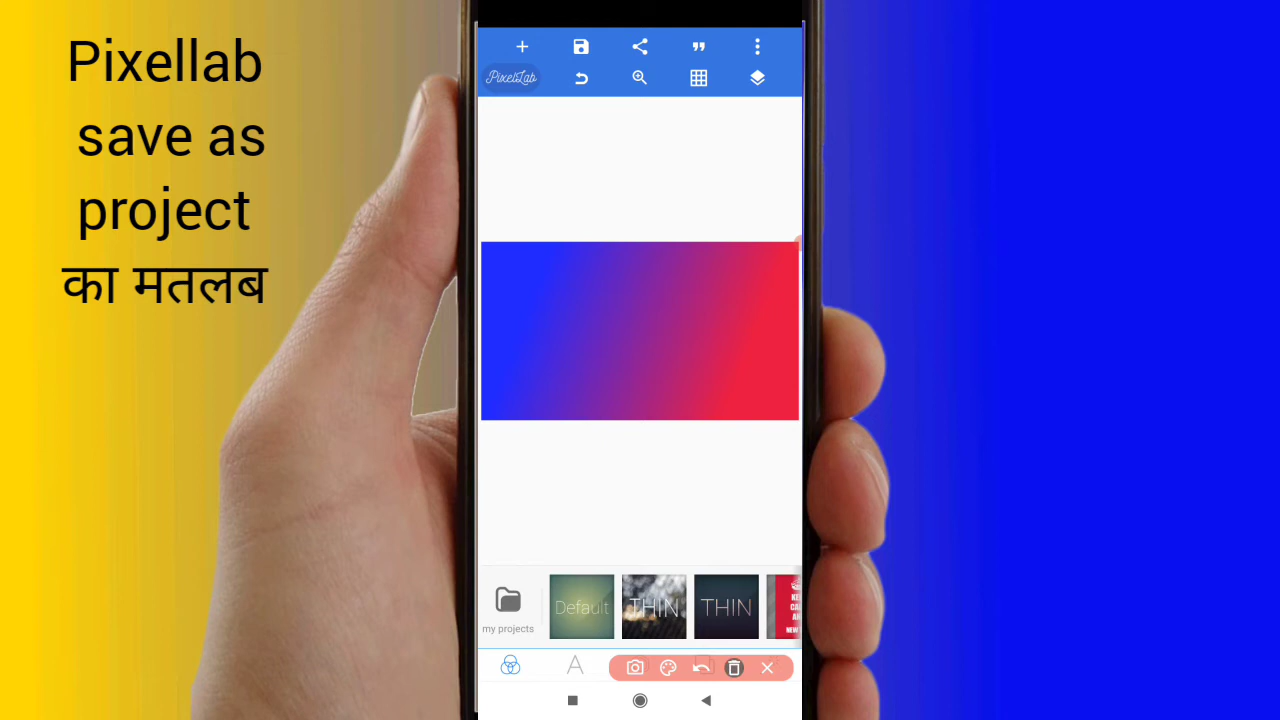 Pixellab
save as
project
का मतलब
PixelLab
my projects
Default
THIN
THIN